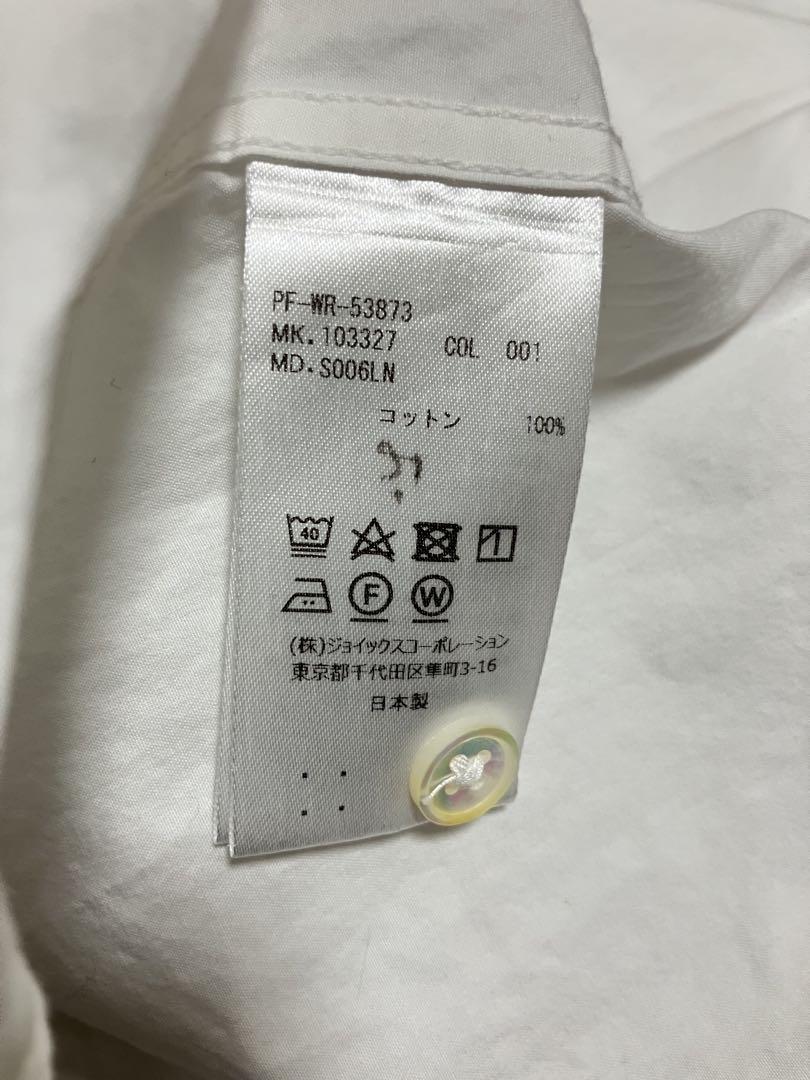 PF-WR-53873
MK.103327 COL 001
MD.S006LN
コットン 100%
40
F W
(株)ジョイックスコーポレーション
東京都千代田区隼町3-16
日本製